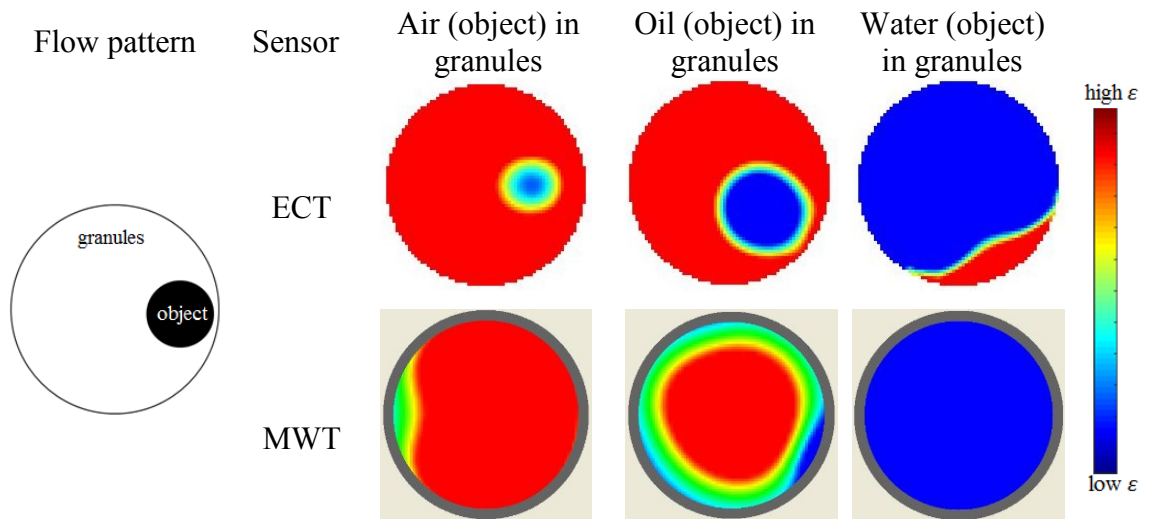 Flow pattern
Sensor
Air (object) in
granules
Oil (object) in
granules
Water (object)
in granules
high ε
granules
object
ECT
MWT
low ε